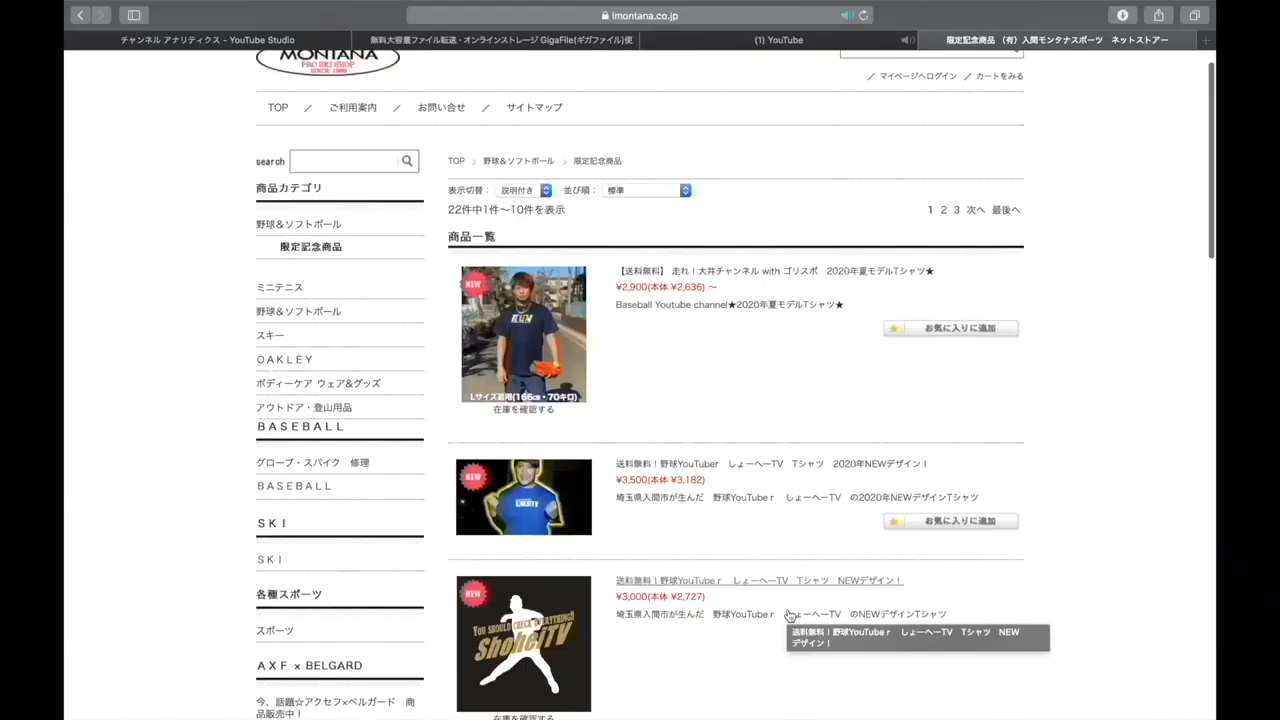 imontana.co.jp
チャンネル アナリティクス - YouTube Studio
無料大容量ファイル転送・オンラインストレージ GigaFile(ギガファイル)便
(1) YouTube
限定記念商品 （有）入間モンタナスポーツ ネットストアー
MONTANA
PRO SKI SHOP
／ マイページへログイン ／ カートをみる
TOP ／ ご利用案内 ／ お問い合せ ／ サイトマップ
search
商品カテゴリ
野球＆ソフトボール
限定記念商品
ミニテニス
野球＆ソフトボール
スキー
ＯＡＫＬＥＹ
ボディーケア ウェア&グッズ
アウトドア・登山用品
ＢＡＳＥＢＡＬＬ
グローブ・スパイク 修理
ＢＡＳＥＢＡＬＬ
ＳＫＩ
ＳＫＩ
各種スポーツ
スポーツ
ＡＸＦ × BELGARD
今、話題☆アクセフ×ベルガード 商
品販売中！
TOP > 野球＆ソフトボール > 限定記念商品
表示切替： 説明付き 並び順： 標準
22件中1件〜10件を表示
1 2 3 次へ 最後へ
商品一覧
NEW
RUN
Lサイズ着用(166㎝・70キロ)
在庫を確認する
【送料無料】 走れ！大井チャンネル with ゴリスポ 2020年夏モデルTシャツ★
¥2,900(本体 ¥2,636) 〜
Baseball Youtube channel★2020年夏モデルTシャツ★
お気に入りに追加
NEW
送料無料！野球YouTuber しょーへーTV Tシャツ 2020年NEWデザイン！
¥3,500(本体 ¥3,182)
埼玉県入間市が生んだ 野球YouTubeｒ しょーへーTV の2020年NEWデザインTシャツ
お気に入りに追加
NEW
YOU SHOULD CHECK EVERYTHING!!
ShoheiTV
在庫を確認する
送料無料！野球YouTubeｒ しょーへーTV Tシャツ NEWデザイン！
¥3,000(本体 ¥2,727)
埼玉県入間市が生んだ 野球YouTubeｒ しょーへーTV のNEWデザインTシャツ
送料無料！野球YouTubeｒ しょーへーTV Tシャツ NEW
デザイン！